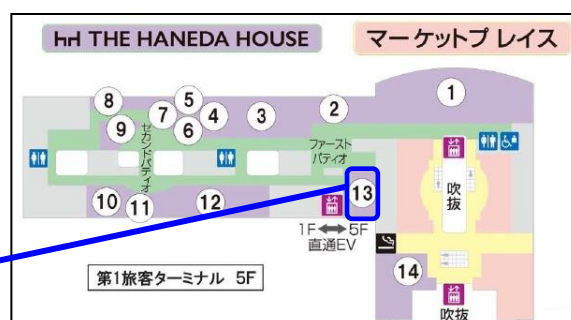 hH THE HANEDA HOUSE
マーケットプレイス
1
2
3
4
5
6
7
8
9
セカンドパティオ
ファースト
パティオ
10
11
12
13
1F⟷5F
直通EV
吹抜
14
第1旅客ターミナル 5F
吹抜